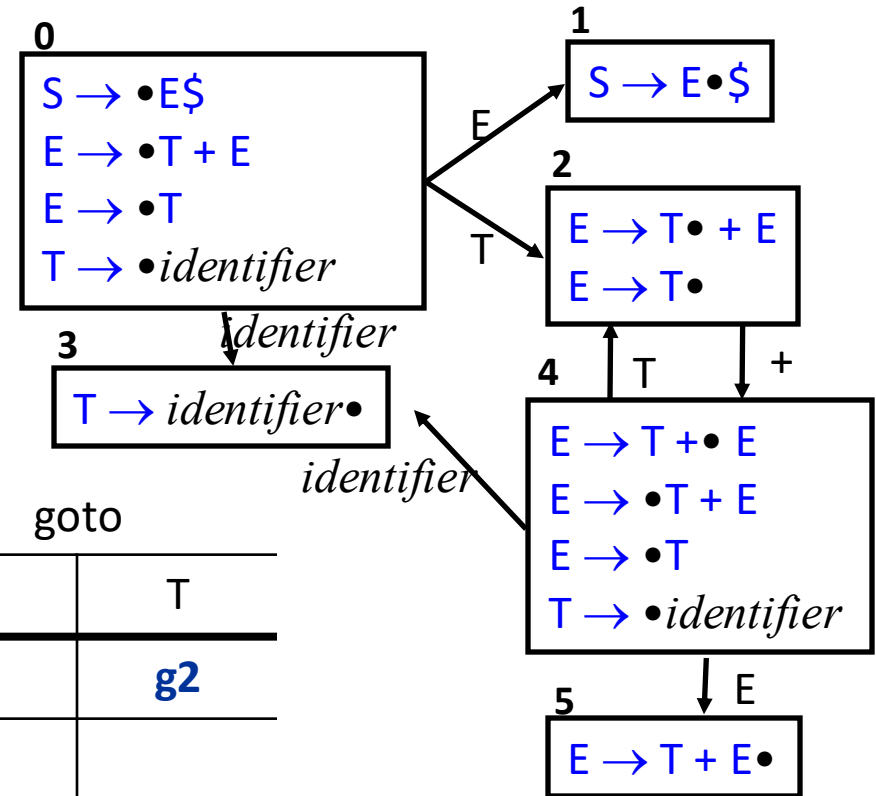 0
S → •E$
E → •T + E
E → •T
T → •identifier
1
S → E•$
E
T
2
E → T• + E
E → T•
identifier
3
T → identifier•
T
+
4
E → T +• E
E → •T + E
E → •T
T → •identifier
identifier
E
5
E → T + E•
goto
T
g2